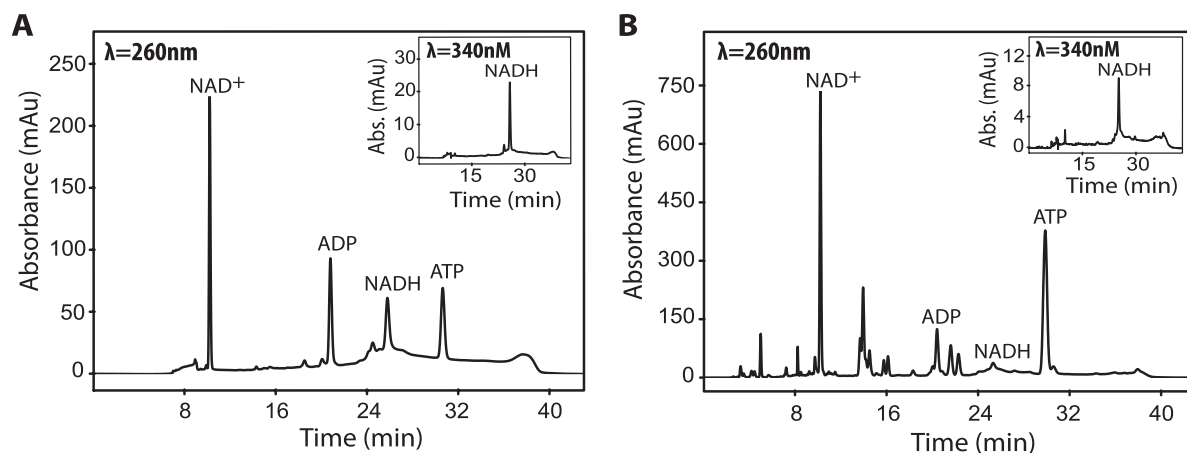 A
λ=260nm
Absorbance (mAu)
250
200
150
100
50
0
NAD+
ADP
NADH
ATP
8
16
24
32
40
Time (min)
λ=340nM
NADH
Abs. (mAu)
30
20
10
0
15
30
Time (min)
B
λ=260nm
Absorbance (mAu)
750
600
450
300
150
0
NAD+
ADP
NADH
ATP
8
16
24
32
40
Time (min)
λ=340nM
NADH
Abs. (mAu)
12
8
4
0
15
30
Time (min)